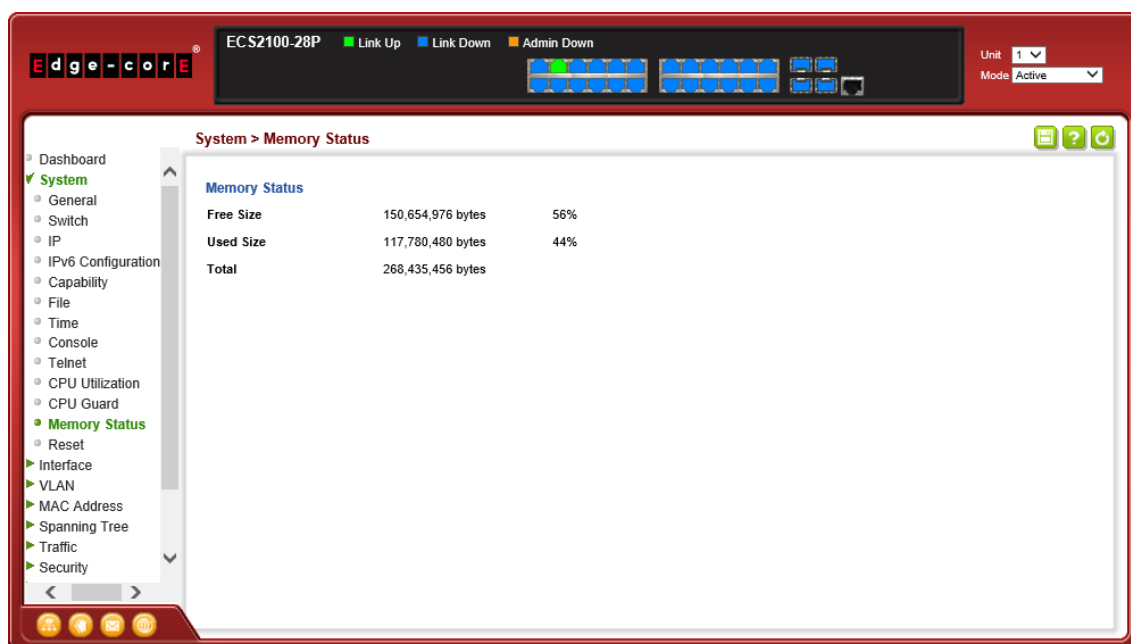 Edge-corE®
ECS2100-28P Link Up Link Down Admin Down
Unit 1
Mode Active
System > Memory Status
?
Dashboard
System
General
Switch
IP
IPv6 Configuration
Capability
File
Time
Console
Telnet
CPU Utilization
CPU Guard
Memory Status
Reset
Interface
VLAN
MAC Address
Spanning Tree
Traffic
Security
Memory Status
Free Size 150,654,976 bytes 56%
Used Size 117,780,480 bytes 44%
Total 268,435,456 bytes